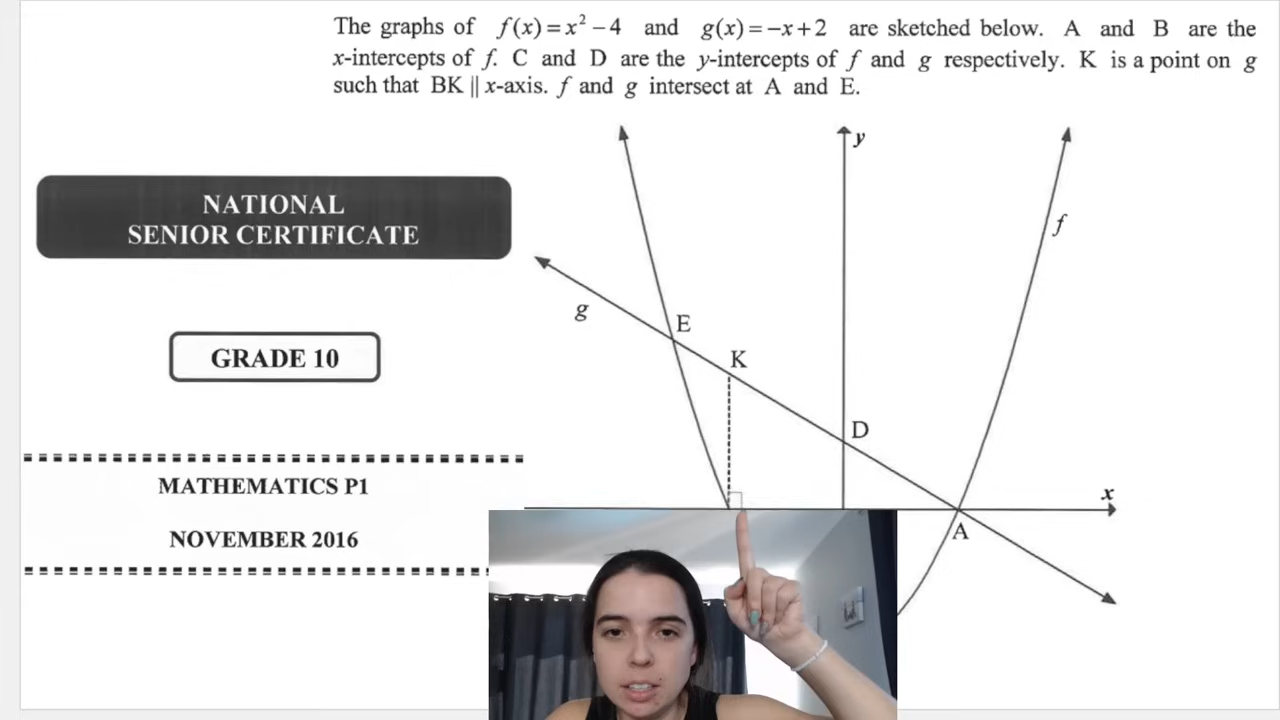 The graphs of f(x)=x²−4 and g(x)=−x+2 are sketched below. A and B are the
x-intercepts of f. C and D are the y-intercepts of f and g respectively. K is a point on g
such that BK || x-axis. f and g intersect at A and E.
NATIONAL
SENIOR CERTIFICATE
GRADE 10
MATHEMATICS P1
NOVEMBER 2016
y
f
g
E
K
D
x
A